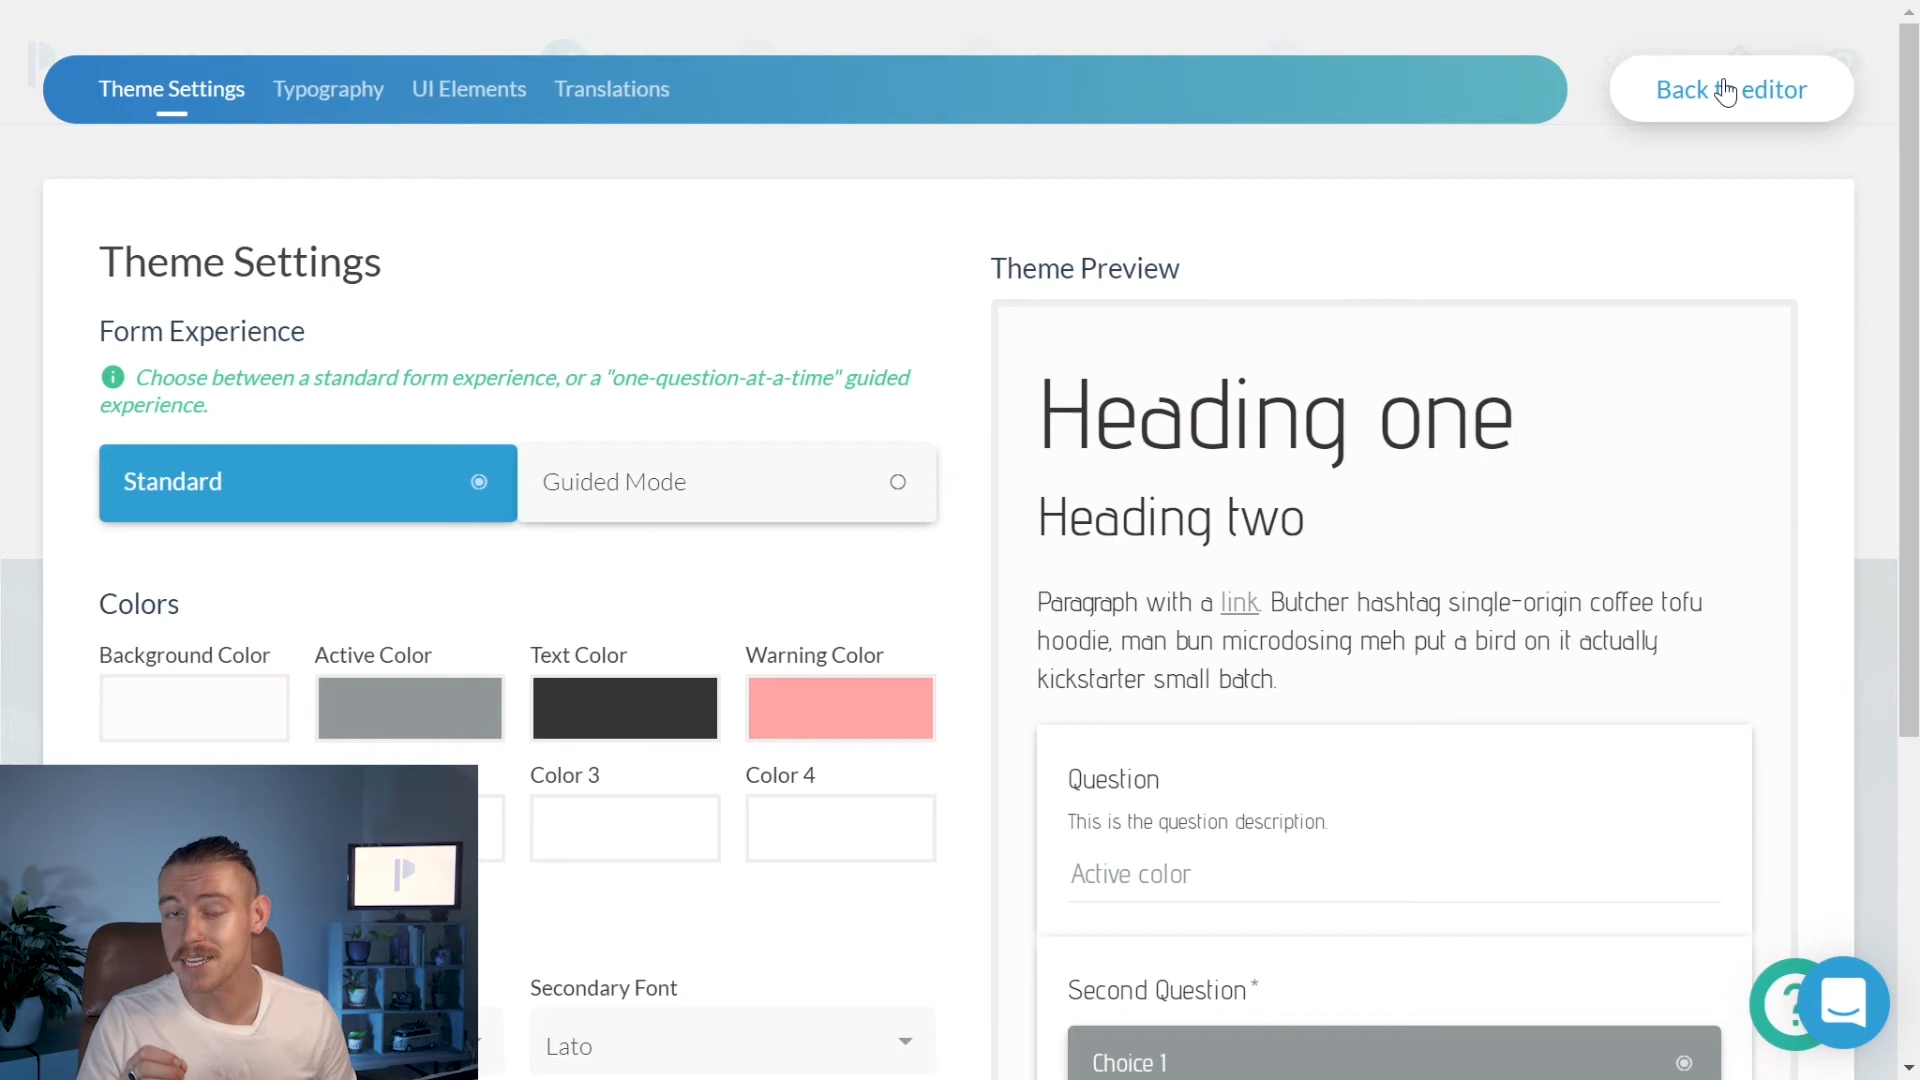 Theme Settings
Typography
UI Elements
Translations
Back to editor
Theme Settings
Form Experience
Choose between a standard form experience, or a "one-question-at-a-time" guided
experience.
Standard
Guided Mode
Colors
Background Color
Active Color
Text Color
Warning Color
Color 3
Color 4
Secondary Font
Lato
Theme Preview
Heading one
Heading two
Paragraph with a link. Butcher hashtag single-origin coffee tofu
hoodie, man bun microdosing meh put a bird on it actually
kickstarter small batch.
Question
This is the question description.
Active color
Second Question*
Choice 1